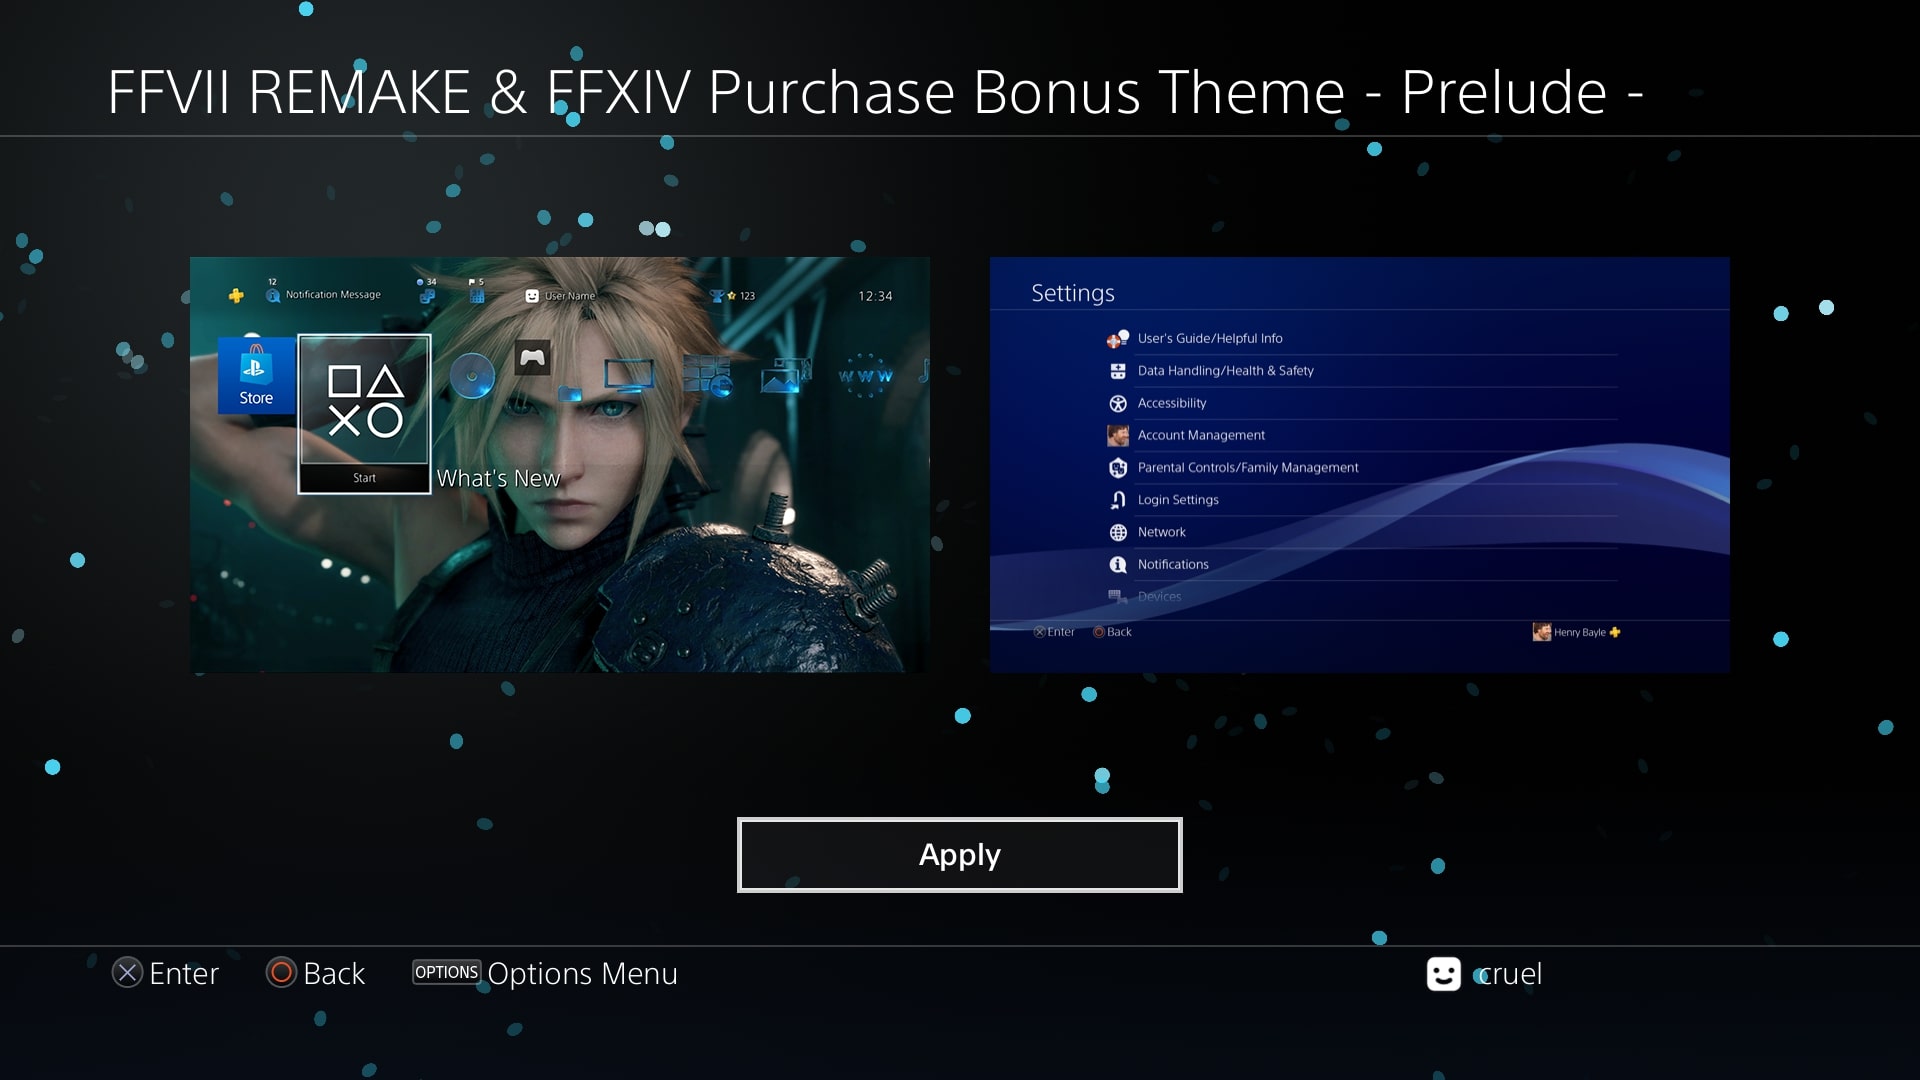 FFVII REMAKE & FFXIV Purchase Bonus Theme - Prelude -
12
Notification Message
34
5
User Name
123
12:34
Store
Start
What's New
WWW
Settings
User's Guide/Helpful Info
Data Handling/Health & Safety
Accessibility
Account Management
Parental Controls/Family Management
Login Settings
Network
Notifications
Devices
Enter
Back
Henry Bayle
Apply
Enter
Back
OPTIONS Options Menu
cruel